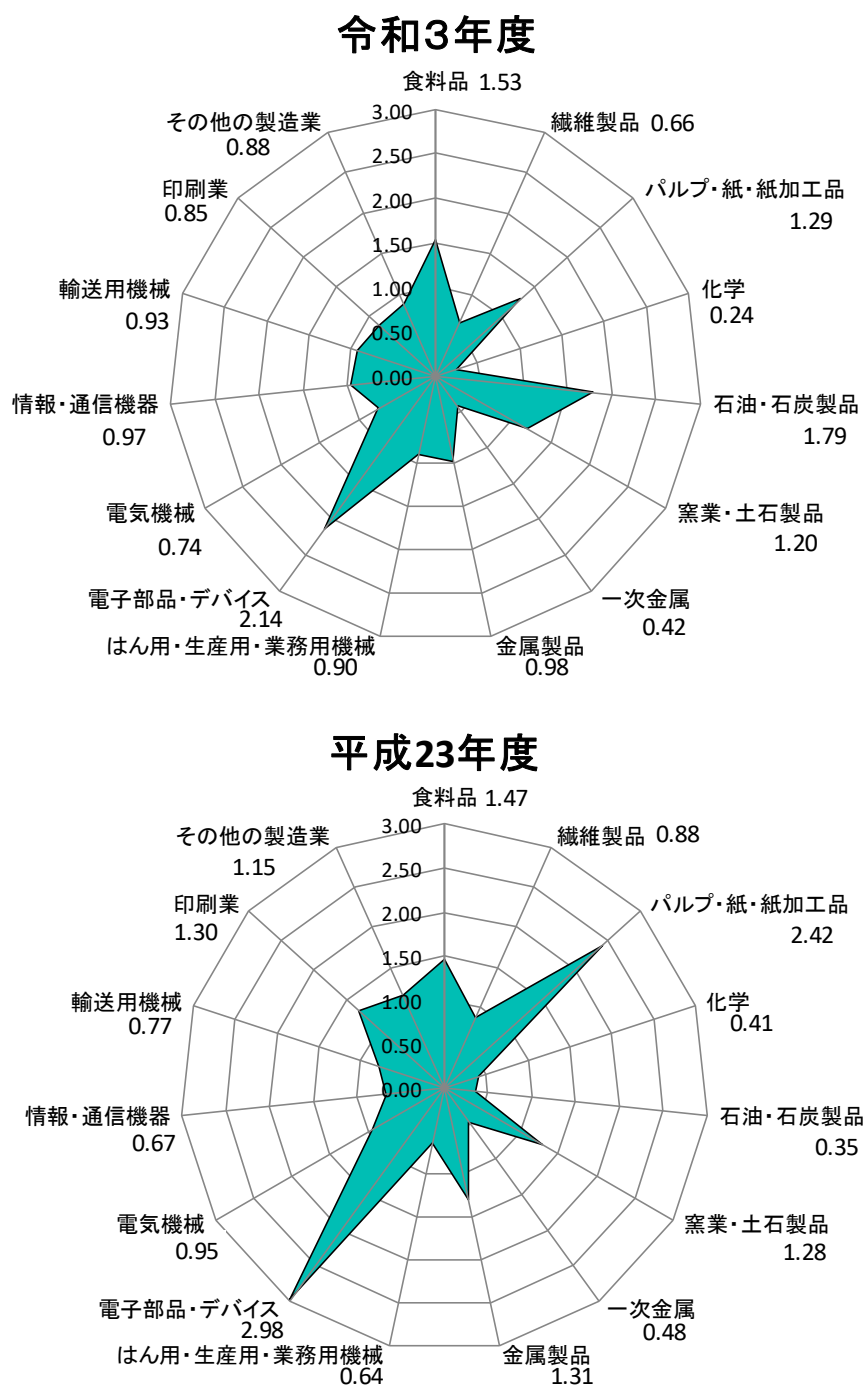 令和３年度
食料品 1.53
繊維製品 0.66
パルプ・紙・紙加工品
1.29
化学
0.24
石油・石炭製品
1.79
窯業・土石製品
1.20
一次金属
0.42
金属製品
0.98
はん用・生産用・業務用機械
0.90
電子部品・デバイス
2.14
電気機械
0.74
情報・通信機器
0.97
輸送用機械
0.93
印刷業
0.85
その他の製造業
0.88
3.00
2.50
2.00
1.50
1.00
0.50
0.00
平成23年度
食料品 1.47
繊維製品 0.88
パルプ・紙・紙加工品
2.42
化学
0.41
石油・石炭製品
0.35
窯業・土石製品
1.28
一次金属
0.48
金属製品
1.31
はん用・生産用・業務用機械
0.64
電子部品・デバイス
2.98
電気機械
0.95
情報・通信機器
0.67
輸送用機械
0.77
印刷業
1.30
その他の製造業
1.15
3.00
2.50
2.00
1.50
1.00
0.50
0.00